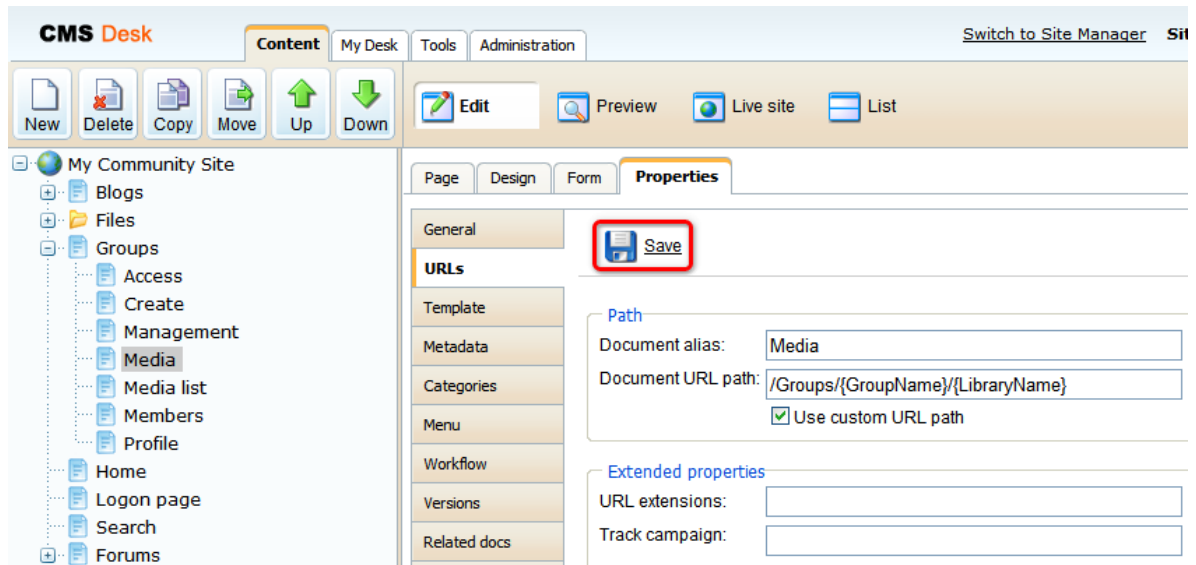 CMS Desk
Content
My Desk
Tools
Administration
Switch to Site Manager
New
Delete
Copy
Move
Up
Down
Edit
Preview
Live site
List
My Community Site
Blogs
Files
Groups
Access
Create
Management
Media
Media list
Members
Profile
Home
Logon page
Search
Forums
Page
Design
Form
Properties
General
URLs
Template
Metadata
Categories
Menu
Workflow
Versions
Related docs
Save
Path
Document alias: Media
Document URL path: /Groups/{GroupName}/{LibraryName}
Use custom URL path
Extended properties
URL extensions:
Track campaign: